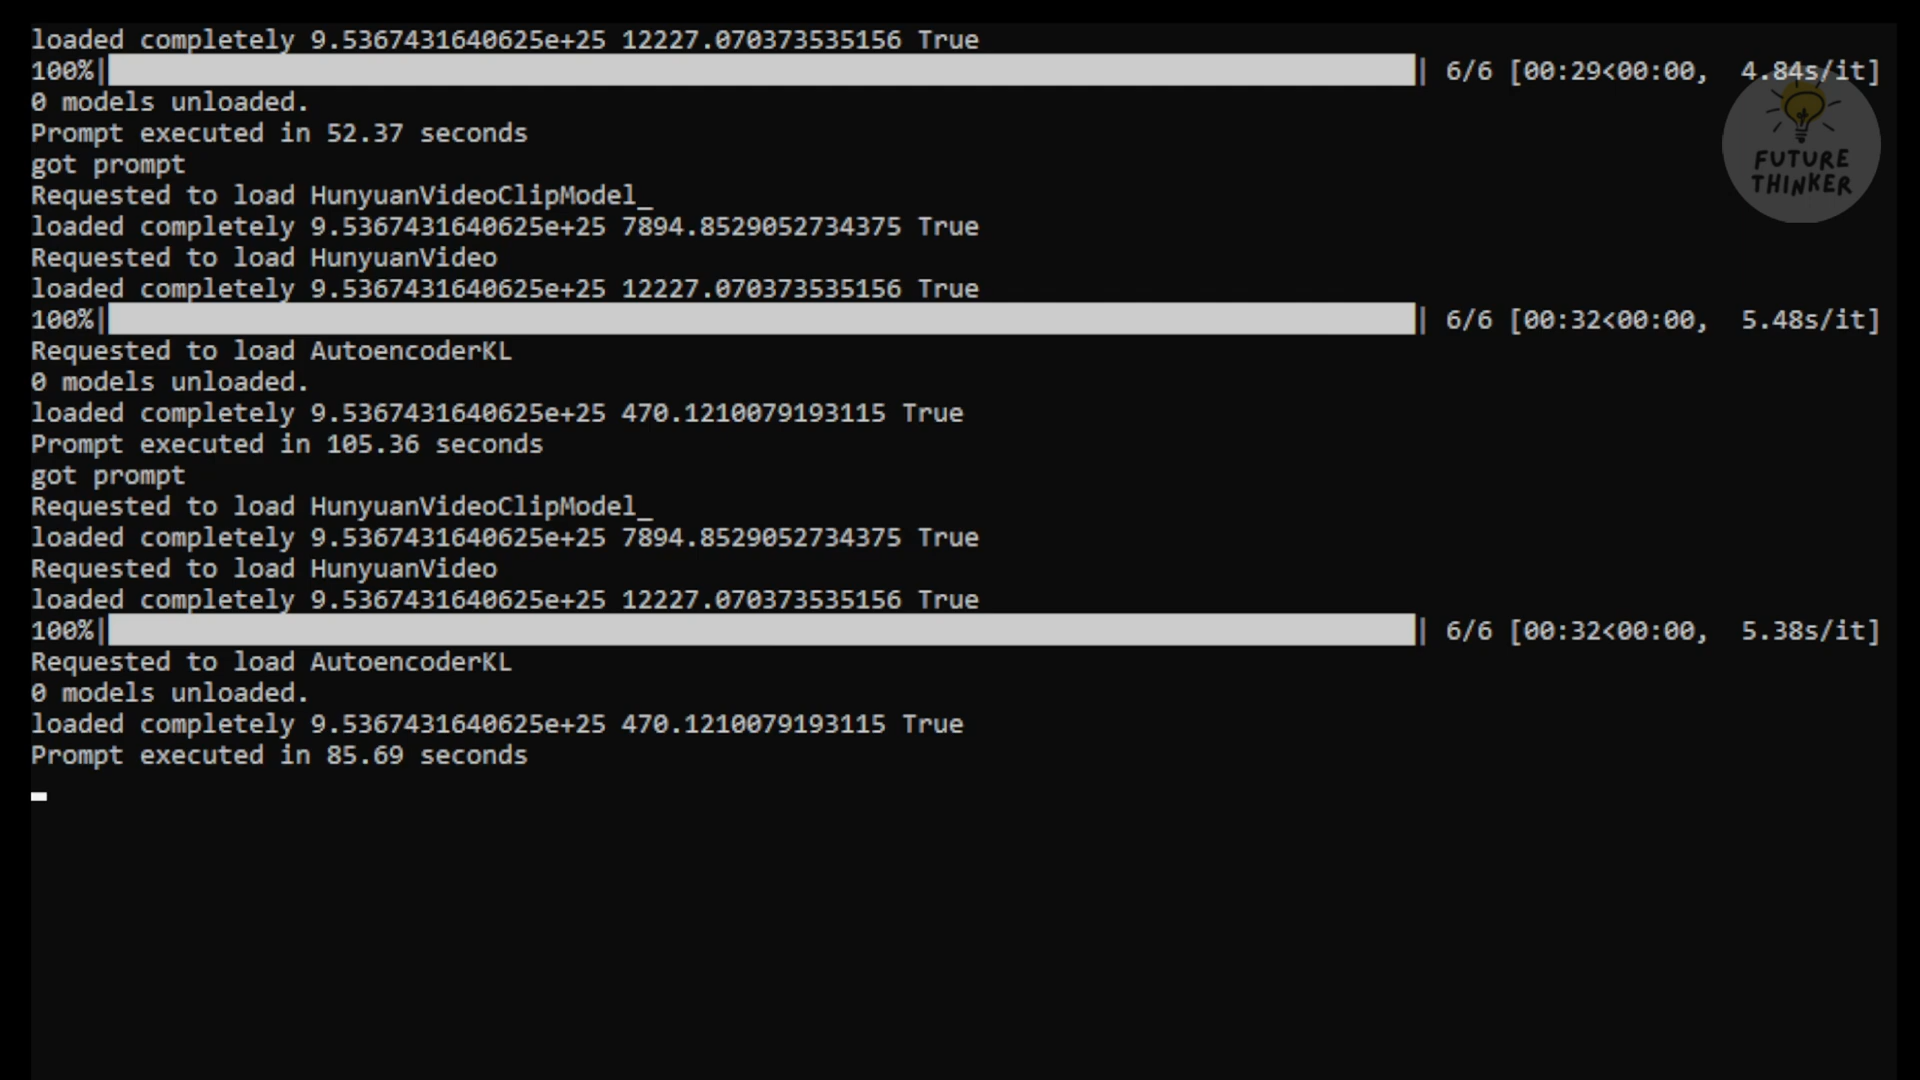 loaded completely 9.5367431640625e+25 12227.070373535156 True
100%| | 6/6 [00:29<00:00, 4.84s/it]
0 models unloaded.
Prompt executed in 52.37 seconds
got prompt
Requested to load HunyuanVideoClipModel_
loaded completely 9.5367431640625e+25 7894.8529052734375 True
Requested to load HunyuanVideo
loaded completely 9.5367431640625e+25 12227.070373535156 True
100%| | 6/6 [00:32<00:00, 5.48s/it]
Requested to load AutoencoderKL
0 models unloaded.
loaded completely 9.5367431640625e+25 470.1210079193115 True
Prompt executed in 105.36 seconds
got prompt
Requested to load HunyuanVideoClipModel_
loaded completely 9.5367431640625e+25 7894.8529052734375 True
Requested to load HunyuanVideo
loaded completely 9.5367431640625e+25 12227.070373535156 True
100%| | 6/6 [00:32<00:00, 5.38s/it]
Requested to load AutoencoderKL
0 models unloaded.
loaded completely 9.5367431640625e+25 470.1210079193115 True
Prompt executed in 85.69 seconds
FUTURE
THINKER